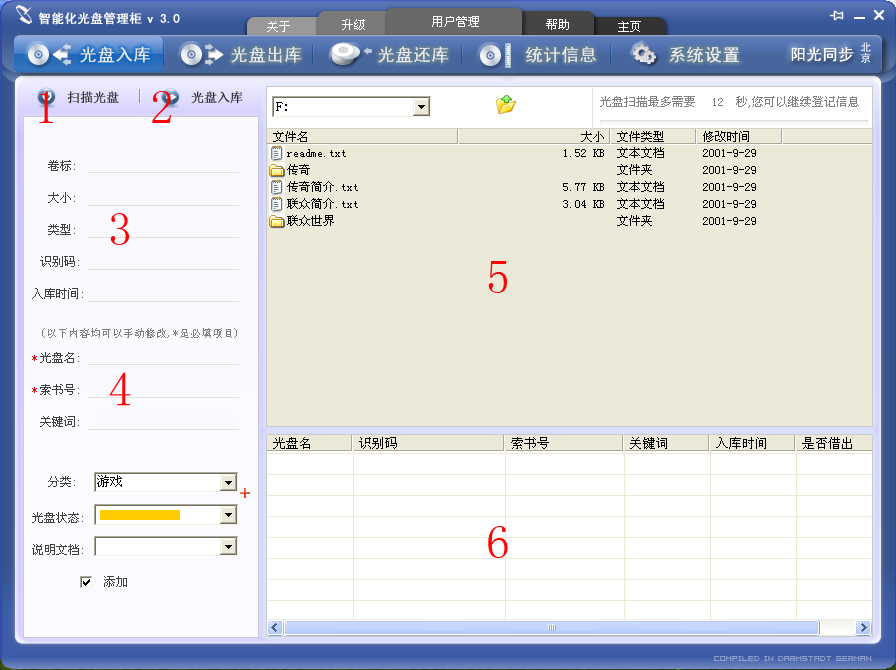 智能化光盘管理柜 v 3.0
关于 升级 用户管理 帮助 主页
光盘入库 光盘出库 光盘还库 统计信息 系统设置 阳光同步 北京
1 扫描光盘 2 光盘入库
F:
光盘扫描最多需要 12 秒,您可以继续登记信息
卷标:
大小:
类型:
3
识别码:
入库时间:
(以下内容均可以手动修改,*是必填项目)
*光盘名:
*索书号:
4
关键词:
分类: 游戏
+
光盘状态:
说明文档:
添加
文件名 大小 文件类型 修改时间
readme.txt 1.52 KB 文本文档 2001-9-29
传奇 文件夹 2001-9-29
传奇简介.txt 5.77 KB 文本文档 2001-9-29
联众简介.txt 3.04 KB 文本文档 2001-9-29
联众世界 文件夹 2001-9-29
5
光盘名 识别码 索书号 关键词 入库时间 是否借出
6
COMPILED IN DARMSTADT GERMAN